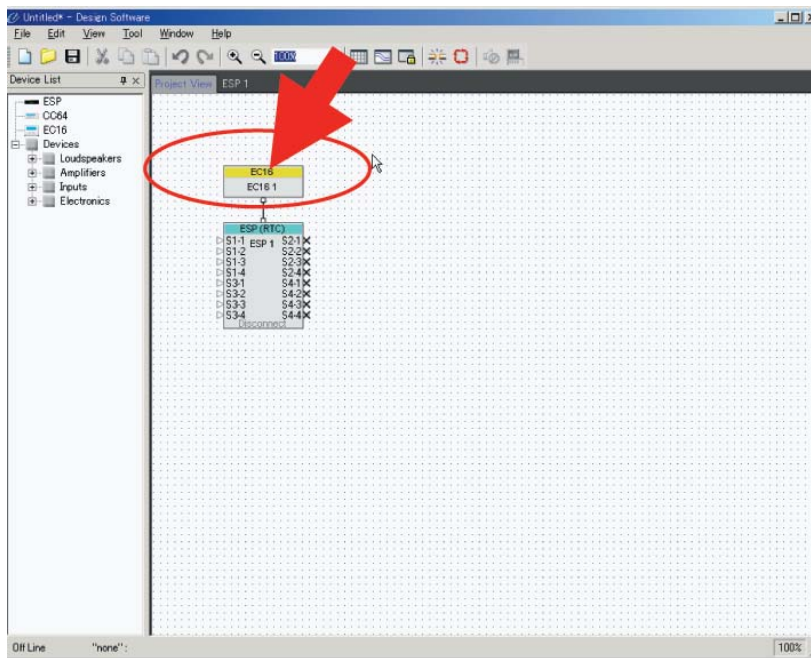 Untitled* - Design Software
File Edit View Tool Window Help
100%
Device List
Project View ESP 1
ESP
CC64
EC16
Devices
Loudspeakers
Amplifiers
Inputs
Electronics
EC16
EC16 1
ESP (RTC)
ESP 1
S1-1 S2-1
S1-2 S2-2
S1-3 S2-3
S1-4 S2-4
S3-1 S4-1
S3-2 S4-2
S3-3 S4-3
S3-4 S4-4
Disconnect
Off Line "none" : 100%